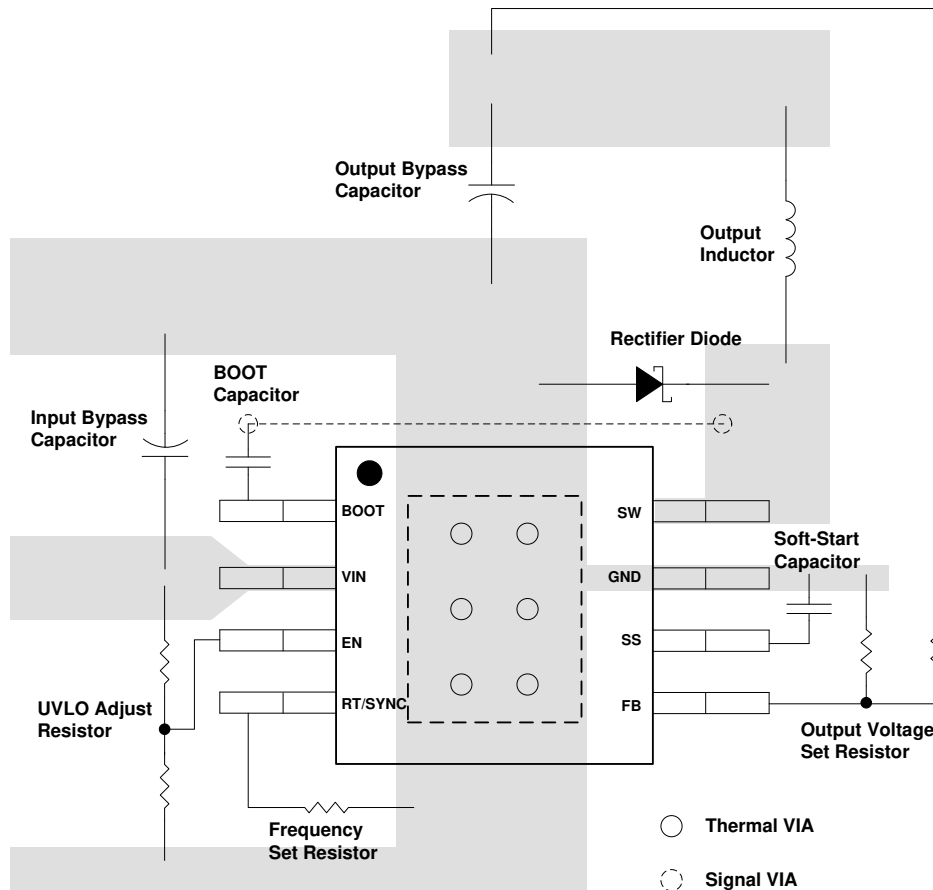 Output Bypass
Capacitor
Output
Inductor
Rectifier Diode
BOOT
Capacitor
Input Bypass
Capacitor
BOOT
SW
Soft-Start
Capacitor
VIN
GND
EN
SS
UVLO Adjust
Resistor
RT/SYNC
FB
Output Voltage
Set Resistor
Frequency
Set Resistor
Thermal VIA
Signal VIA